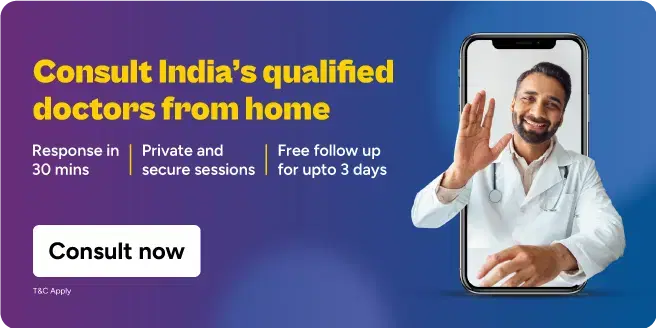 Consult India's qualified
doctors from home
Response in
30 mins
Private and
secure sessions
Free follow up
for upto 3 days
Consult now
T&C Apply